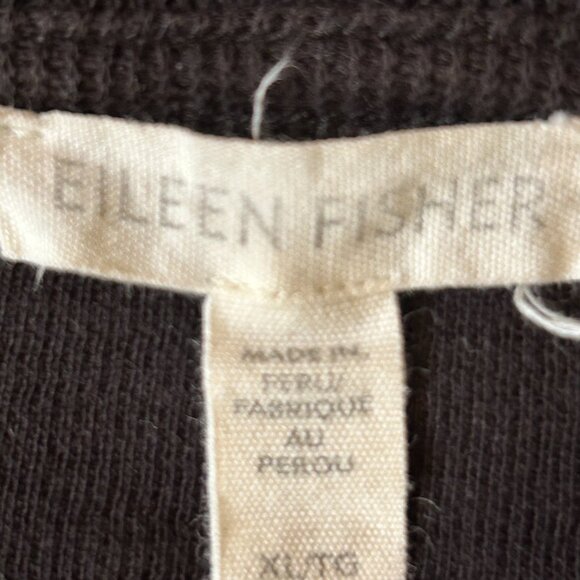 EILEEN FISHER
MADE IN
PERU/
FABRIQUE
AU
PEROU
XL/TG